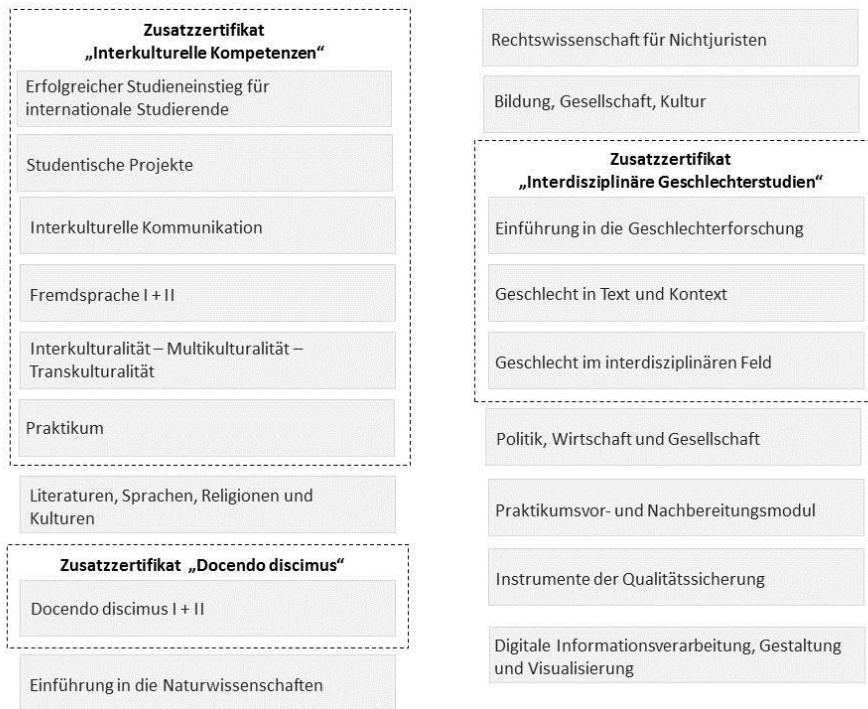 Zusatzzertifikat
„Interkulturelle Kompetenzen“
Erfolgreicher Studieneinstieg für
internationale Studierende
Studentische Projekte
Interkulturelle Kommunikation
Fremdsprache I + II
Interkulturalität – Multikulturalität –
Transkulturalität
Praktikum
Literaturen, Sprachen, Religionen und
Kulturen
Zusatzzertifikat „Docendo discimus“
Docendo discimus I + II
Einführung in die Naturwissenschaften
Rechtswissenschaft für Nichtjuristen
Bildung, Gesellschaft, Kultur
Zusatzzertifikat
„Interdisziplinäre Geschlechterstudien“
Einführung in die Geschlechterforschung
Geschlecht in Text und Kontext
Geschlecht im interdisziplinären Feld
Politik, Wirtschaft und Gesellschaft
Praktikumsvor- und Nachbereitungsmodul
Instrumente der Qualitätssicherung
Digitale Informationsverarbeitung, Gestaltung
und Visualisierung